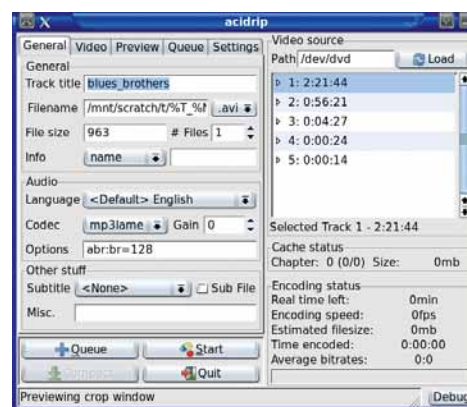 acidrip
General Video Preview Queue Settings
General
Track title blues_brothers
Filename /mnt/scratch/t/%T_%N .avi
File size 963 # Files 1
Info name
Audio
Language <Default> English
Codec mp3lame Gain 0
Options abr:br=128
Other stuff
Subtitle <None> Sub File
Misc.
Queue Start
Compact Quit
Previewing crop window
Video source
Path /dev/dvd Load
1: 2:21:44
2: 0:56:21
3: 0:04:27
4: 0:00:24
5: 0:00:14
Selected Track 1 - 2:21:44
Cache status
Chapter: 0 (0/0) Size: 0mb
Encoding status
Real time left: 0min
Encoding speed: 0fps
Estimated filesize: 0mb
Time encoded: 0:00:00
Average bitrates: 0:0
Debug